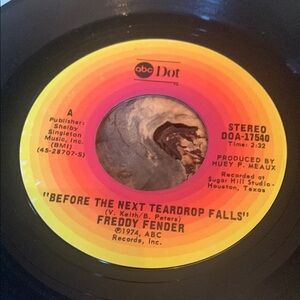 abc Dot
A
Publisher:
Shelby
Singleton
Music, Inc.
(BMI)
(45-28707-S)
STEREO
DOA-17540
Time: 2:32
PRODUCED BY
HUEY P. MEAUX
Recorded at
Sugar Hill Studio-
Houston, Texas
"BEFORE THE NEXT TEARDROP FALLS"
(V. Keith/B. Peters)
FREDDY FENDER
℗1974, ABC
Records, Inc.